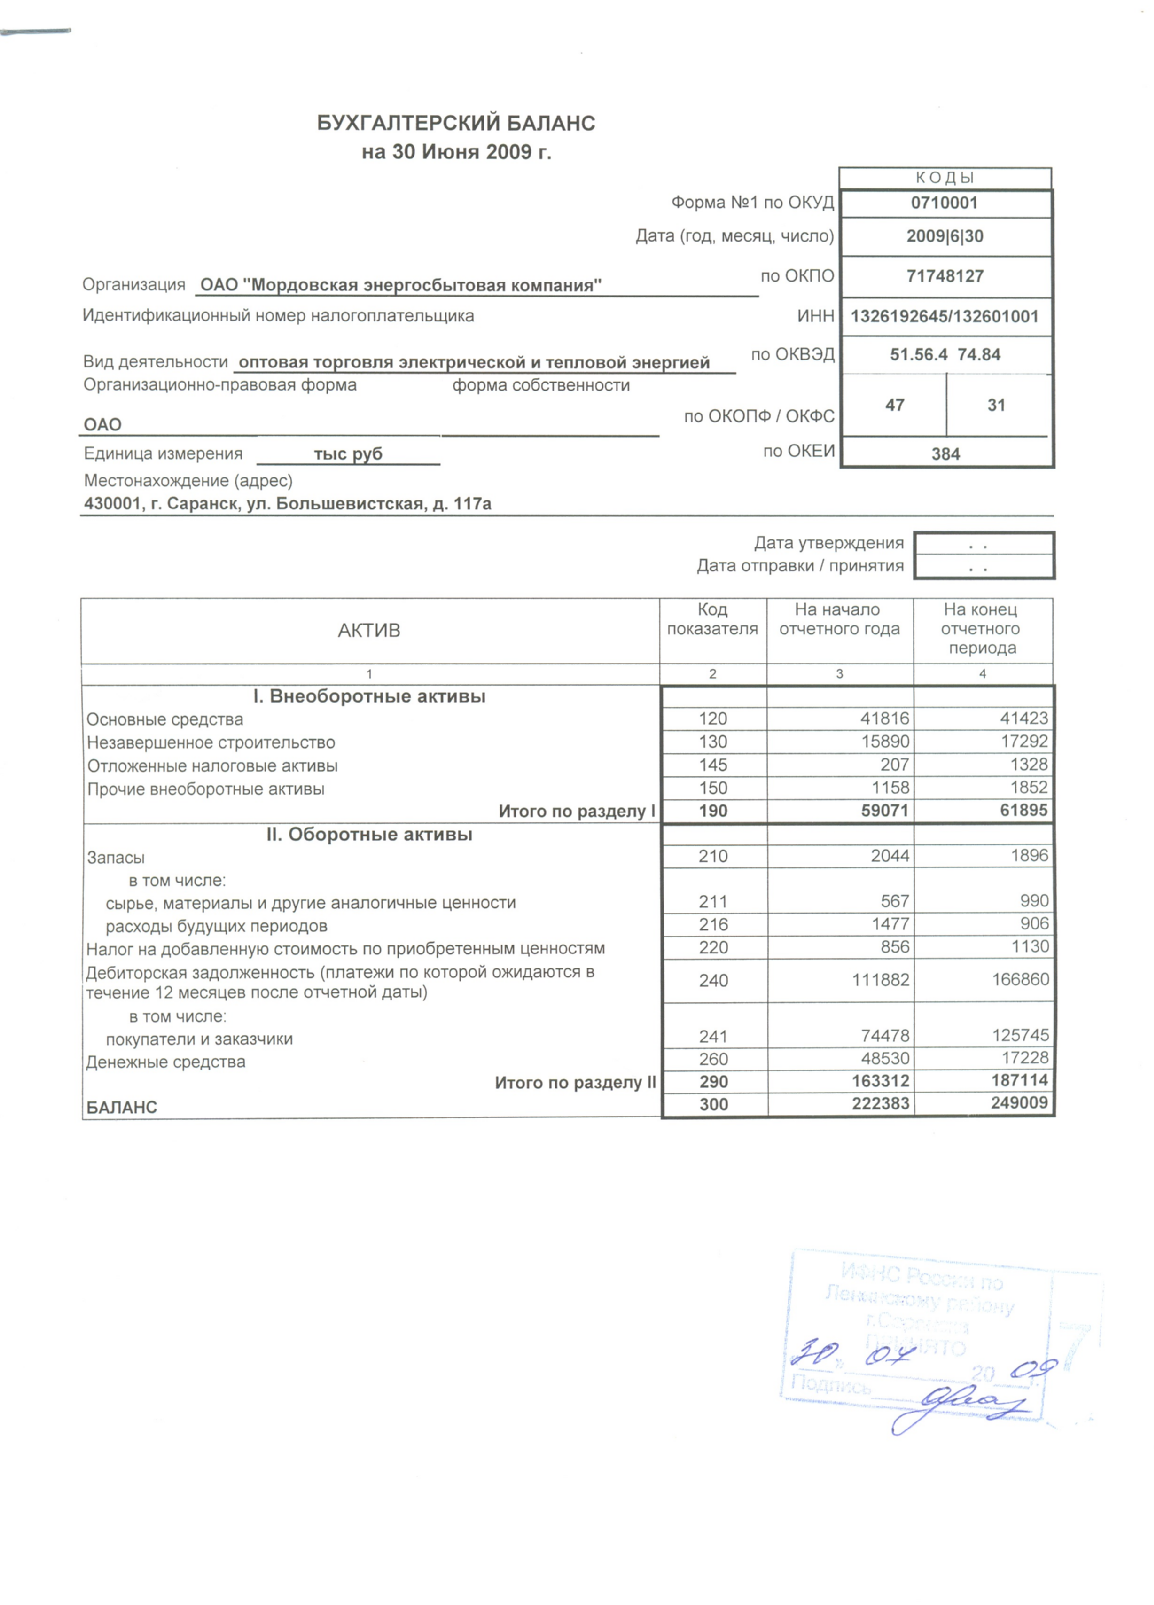 БУХГАЛТЕРСКИЙ БАЛАНС
на 30 Июня 2009 г.
КОДЫ
Форма №1 по ОКУД 0710001
Дата (год, месяц, число) 2009|6|30
Организация ОАО "Мордовская энергосбытовая компания" по ОКПО 71748127
Идентификационный номер налогоплательщика ИНН 1326192645/132601001
Вид деятельности оптовая торговля электрической и тепловой энергией по ОКВЭД 51.56.4 74.84
Организационно-правовая форма форма собственности
ОАО по ОКОПФ / ОКФС 47 31
Единица измерения тыс руб по ОКЕИ 384
Местонахождение (адрес)
430001, г. Саранск, ул. Большевистская, д. 117а
Дата утверждения . .
Дата отправки / принятия . .
АКТИВ Код показателя На начало отчетного года На конец отчетного периода
1 2 3 4
I. Внеоборотные активы
Основные средства 120 41816 41423
Незавершенное строительство 130 15890 17292
Отложенные налоговые активы 145 207 1328
Прочие внеоборотные активы 150 1158 1852
Итого по разделу I 190 59071 61895
II. Оборотные активы
Запасы 210 2044 1896
в том числе:
сырье, материалы и другие аналогичные ценности 211 567 990
расходы будущих периодов 216 1477 906
Налог на добавленную стоимость по приобретенным ценностям 220 856 1130
Дебиторская задолженность (платежи по которой ожидаются в
течение 12 месяцев после отчетной даты) 240 111882 166860
в том числе:
покупатели и заказчики 241 74478 125745
Денежные средства 260 48530 17228
Итого по разделу II 290 163312 187114
БАЛАНС 300 222383 249009
ИФНС России по
Ленинскому району
г.Саранска
ПРИНЯТО
30 » 07 20 09 г.
Подпись
7